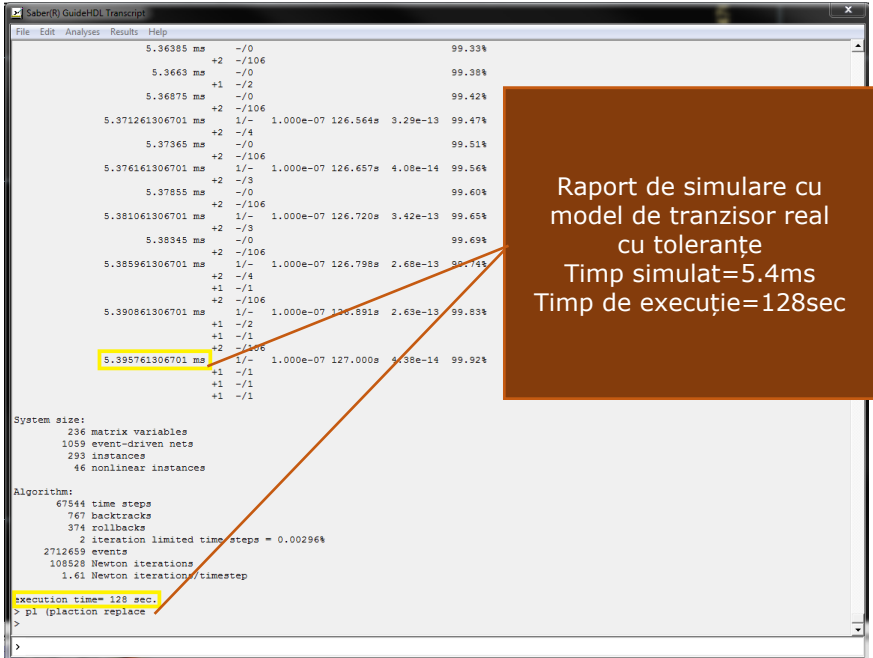 Saber(R) GuideHDL Transcript
File Edit Analyses Results Help
5.36385 ms -/0 99.33%
+2 -/106
5.3663 ms -/0 99.38%
+1 -/2
5.36875 ms -/0 99.42%
+2 -/106
5.371261306701 ms 1/- 1.000e-07 126.564s 3.29e-13 99.47%
+2 -/4
5.37365 ms -/0 99.51%
+2 -/106
5.376161306701 ms 1/- 1.000e-07 126.657s 4.08e-14 99.56%
+2 -/3
5.37855 ms -/0 99.60%
+2 -/106
5.381061306701 ms 1/- 1.000e-07 126.720s 3.42e-13 99.65%
+2 -/3
5.38345 ms -/0 99.69%
+2 -/106
5.385961306701 ms 1/- 1.000e-07 126.798s 2.68e-13 99.74%
+2 -/4
+1 -/1
+2 -/106
5.390861306701 ms 1/- 1.000e-07 126.891s 2.63e-13 99.83%
+1 -/2
+1 -/1
+2 -/106
5.395761306701 ms 1/- 1.000e-07 127.000s 4.38e-14 99.92%
+1 -/1
+1 -/1
+1 -/1
System size:
236 matrix variables
1059 event-driven nets
293 instances
46 nonlinear instances
Algorithm:
67544 time steps
767 backtracks
374 rollbacks
2 iteration limited time steps = 0.00296%
2712659 events
108528 Newton iterations
1.61 Newton iterations/timestep
execution time= 128 sec.
> pl (plaction replace
>
>
Raport de simulare cu
model de tranzisor real
cu toleranțe
Timp simulat=5.4ms
Timp de execuție=128sec